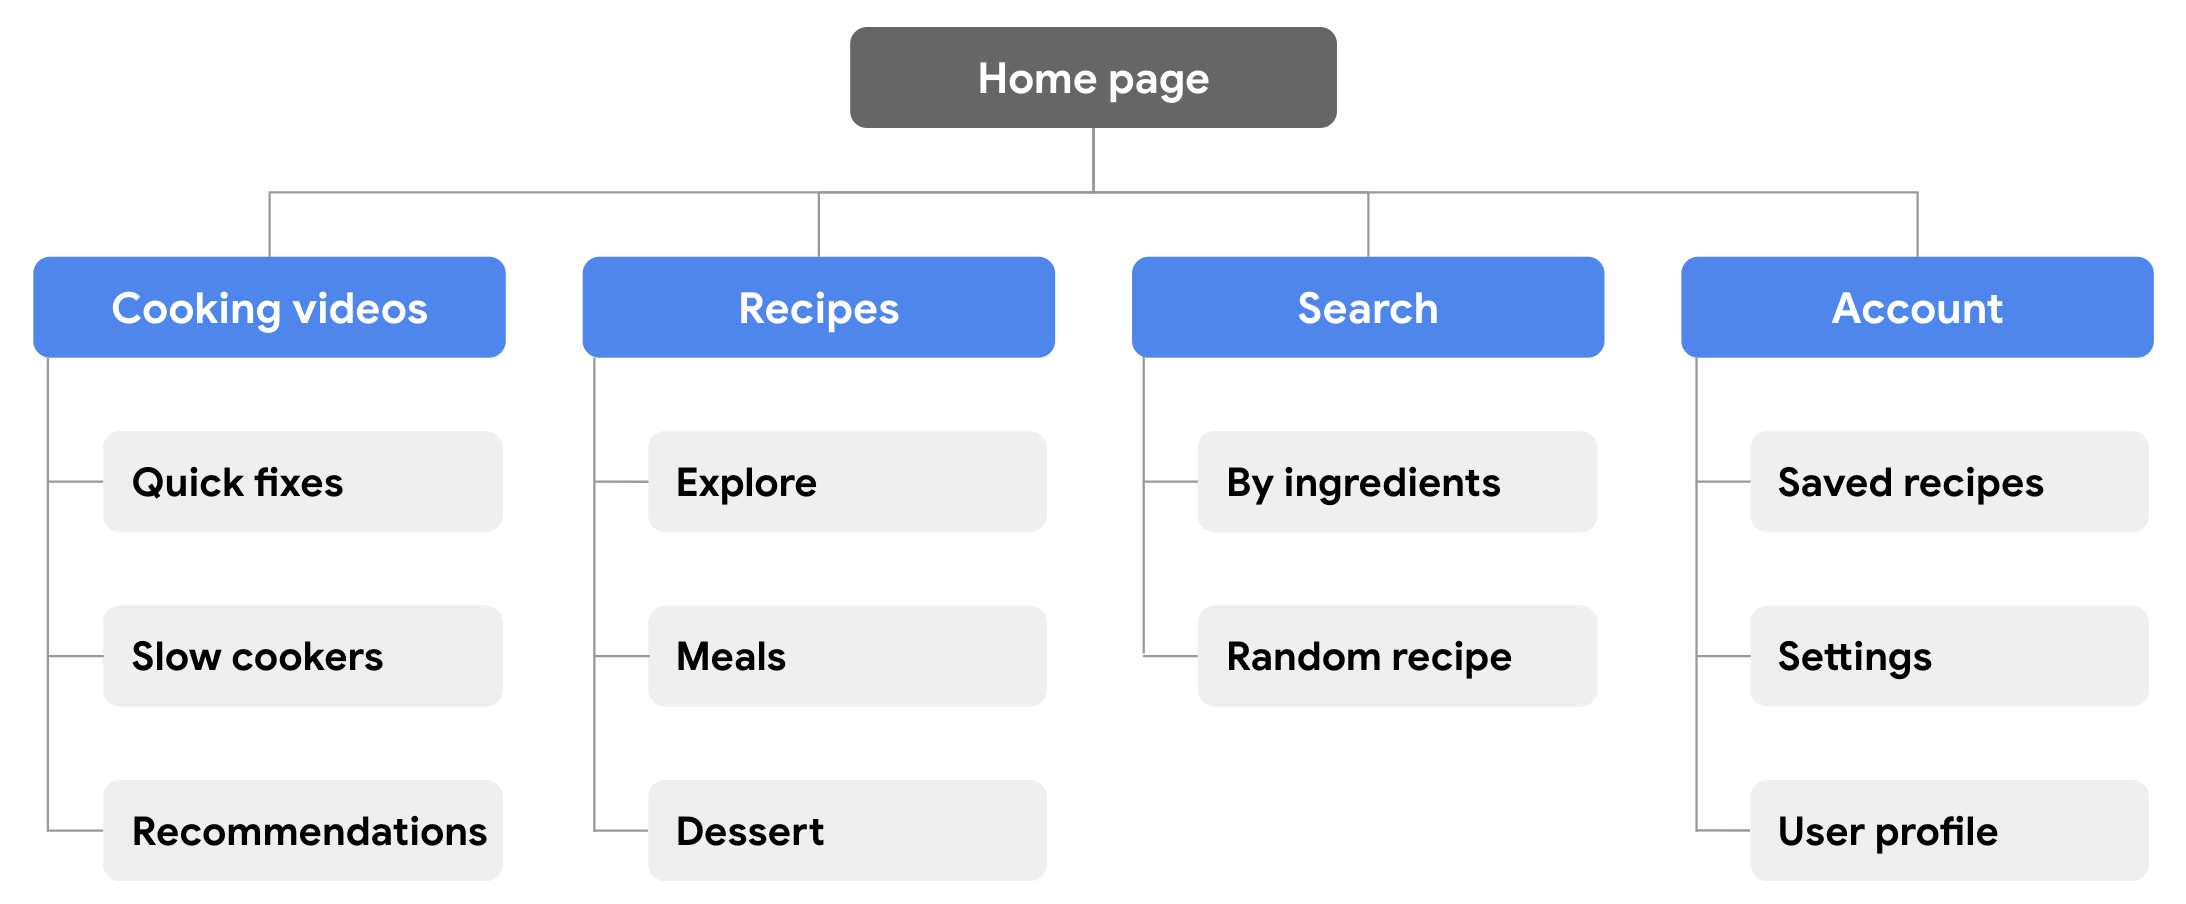 Home page
Cooking videos
Recipes
Search
Account
Quick fixes
Explore
By ingredients
Saved recipes
Slow cookers
Meals
Random recipe
Settings
Recommendations
Dessert
User profile